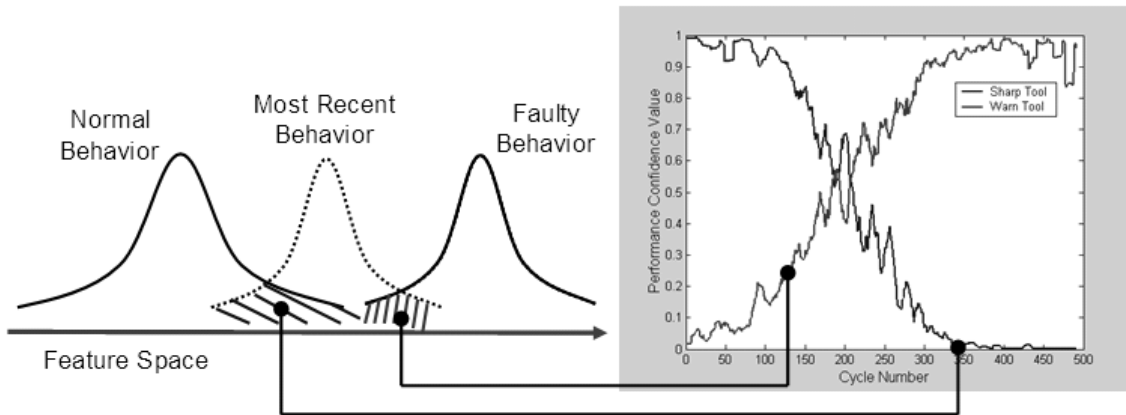 Normal
Behavior
Most Recent
Behavior
Faulty
Behavior
Feature Space
Performance Confidence Value
1
0.9
0.8
0.7
0.6
0.5
0.4
0.3
0.2
0.1
0
Sharp Tool
Warn Tool
0 50 100 150 200 250 300 350 400 450 500
Cycle Number